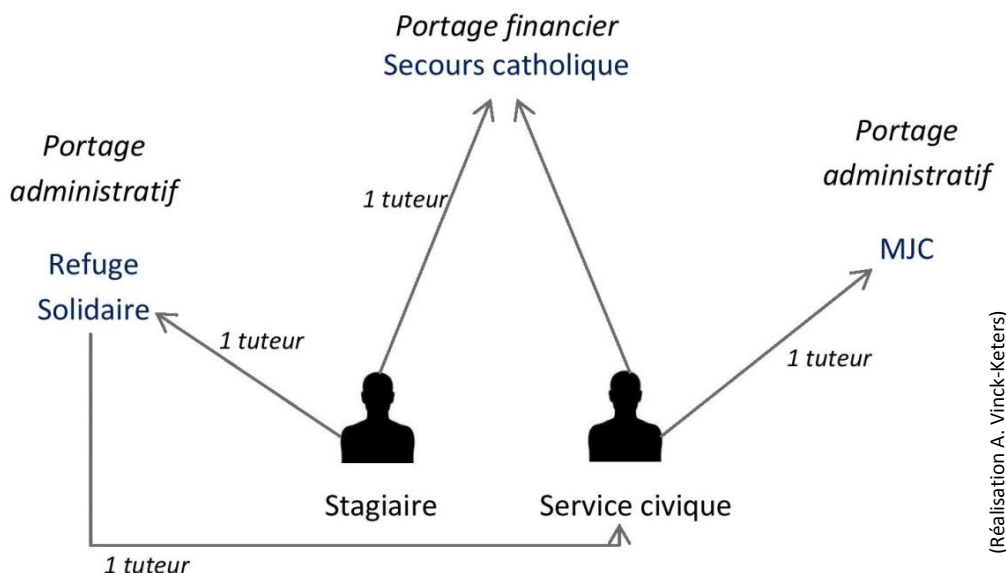 Portage financier
Secours catholique
Portage
administratif
Refuge
Solidaire
Portage
administratif
MJC
1 tuteur
1 tuteur
1 tuteur
Stagiaire
Service civique
1 tuteur
(Réalisation A. Vinck-Keters)